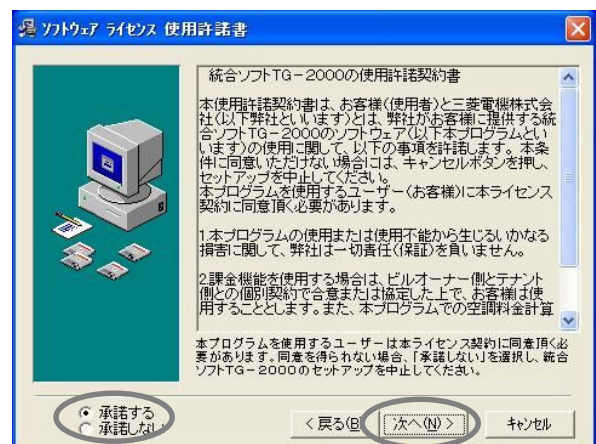 ソフトウェア ライセンス 使用許諾書
統合ソフトTG-2000の使用許諾契約書
本使用許諾契約書は、お客様(使用者)と三菱電機株式会
社(以下弊社といいます)とは、弊社がお客様に提供する統
合ソフトTG-2000のソフトウェア(以下本プログラムとい
います)の使用に関して、以下の事項を許諾します。本条
件に同意いただけない場合には、キャンセルボタンを押し、
セットアップを中止してください。
本プログラムを使用するユーザー(お客様)に本ライセンス
契約に同意頂く必要があります。
1.本プログラムの使用または使用不能から生じるいかなる
損害に関して、弊社は一切責任(保証)を負いません。
2.課金機能を使用する場合は、ビルオーナー側とテナント
側との個別契約で合意または協定した上で、お客様は使
用することとします。また、本プログラムでの空調料金計算
本プログラムを使用するユーザーは本ライセンス契約に同意頂く必
要があります。同意を得られない場合、「承諾しない」を選択し、統合
ソフトTG-2000のセットアップを中止してください。
承諾する
承諾しない
< 戻る(B)
次へ(N) >
キャンセル